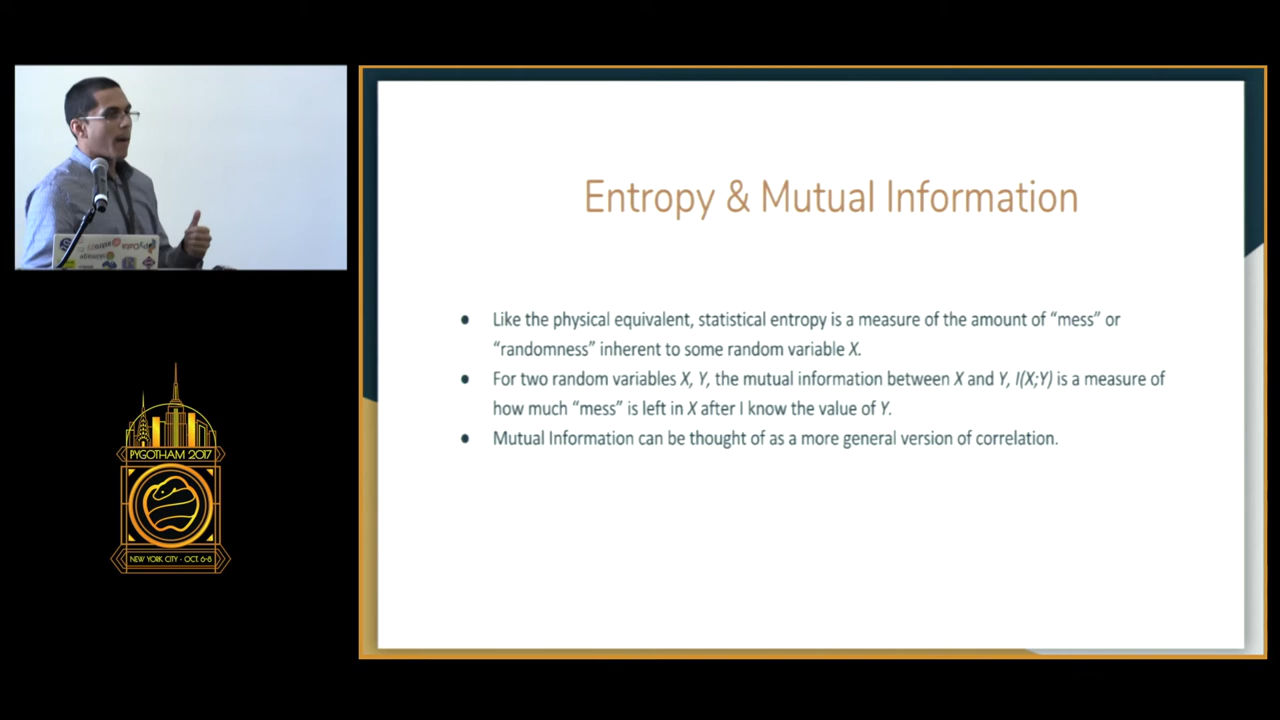 Entropy & Mutual Information
● Like the physical equivalent, statistical entropy is a measure of the amount of “mess” or
“randomness” inherent to some random variable X.
● For two random variables X, Y, the mutual information between X and Y, I(X;Y) is a measure of
how much “mess” is left in X after I know the value of Y.
● Mutual Information can be thought of as a more general version of correlation.
PyData
PYGOTHAM 2017
NEW YORK CITY - OCT. 6-8